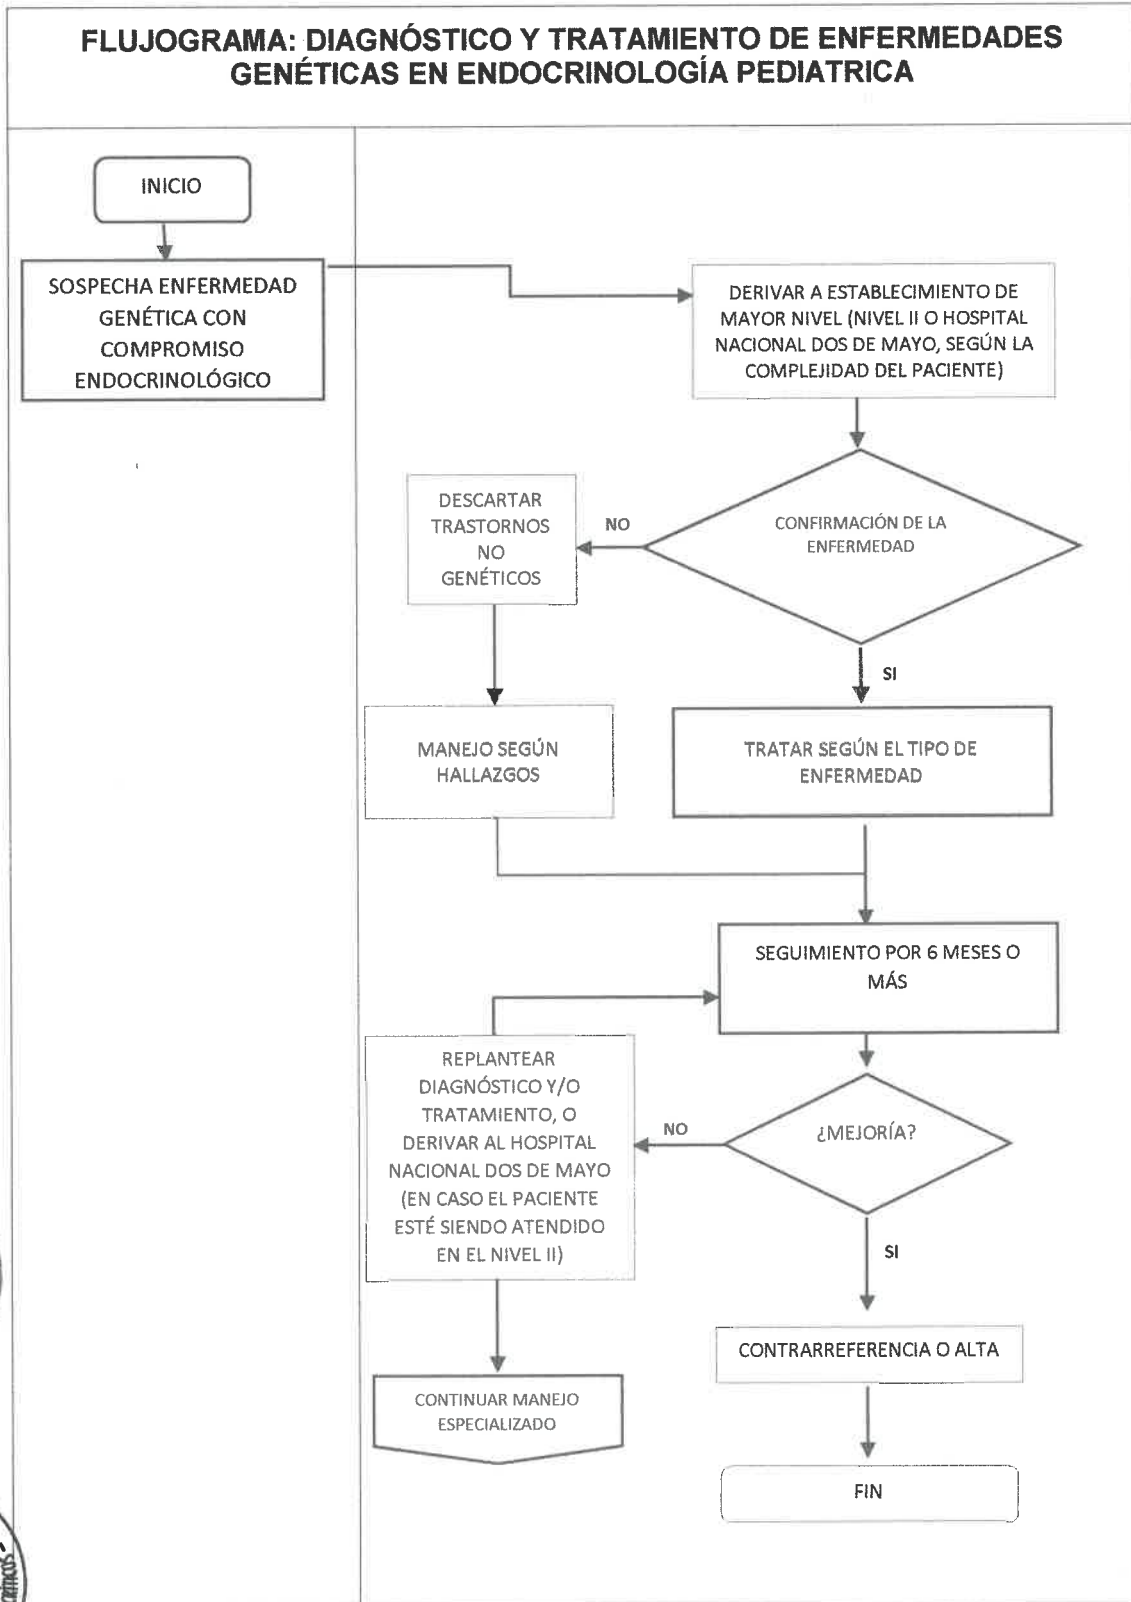 FLUJOGRAMA: DIAGNÓSTICO Y TRATAMIENTO DE ENFERMEDADES
GENÉTICAS EN ENDOCRINOLOGÍA PEDIATRICA
INICIO
SOSPECHA ENFERMEDAD
GENÉTICA CON
COMPROMISO
ENDOCRINOLÓGICO
DERIVAR A ESTABLECIMIENTO DE
MAYOR NIVEL (NIVEL II O HOSPITAL
NACIONAL DOS DE MAYO, SEGÚN LA
COMPLEJIDAD DEL PACIENTE)
CONFIRMACIÓN DE LA
ENFERMEDAD
NO
DESCARTAR
TRASTORNOS
NO
GENÉTICOS
SI
MANEJO SEGÚN
HALLAZGOS
TRATAR SEGÚN EL TIPO DE
ENFERMEDAD
SEGUIMIENTO POR 6 MESES O
MÁS
¿MEJORÍA?
NO
REPLANTEAR
DIAGNÓSTICO Y/O
TRATAMIENTO, O
DERIVAR AL HOSPITAL
NACIONAL DOS DE MAYO
(EN CASO EL PACIENTE
ESTÉ SIENDO ATENDIDO
EN EL NIVEL II)
SI
CONTINUAR MANEJO
ESPECIALIZADO
CONTRARREFERENCIA O ALTA
FIN